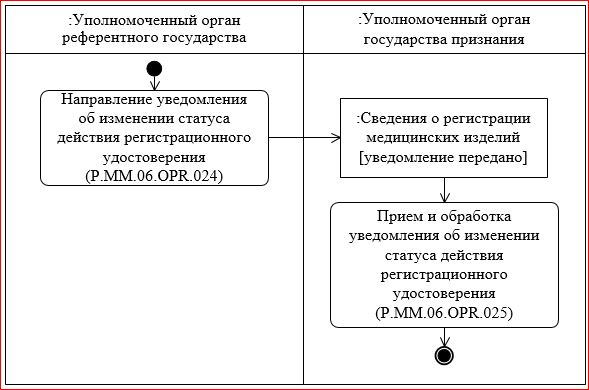 :Уполномоченный орган
референтного государства
:Уполномоченный орган
государства признания
Направление уведомления
об изменении статуса
действия регистрационного
удостоверения
(P.MM.06.OPR.024)
:Сведения о регистрации
медицинских изделий
[уведомление передано]
Прием и обработка
уведомления об изменении
статуса действия
регистрационного
удостоверения
(P.MM.06.OPR.025)